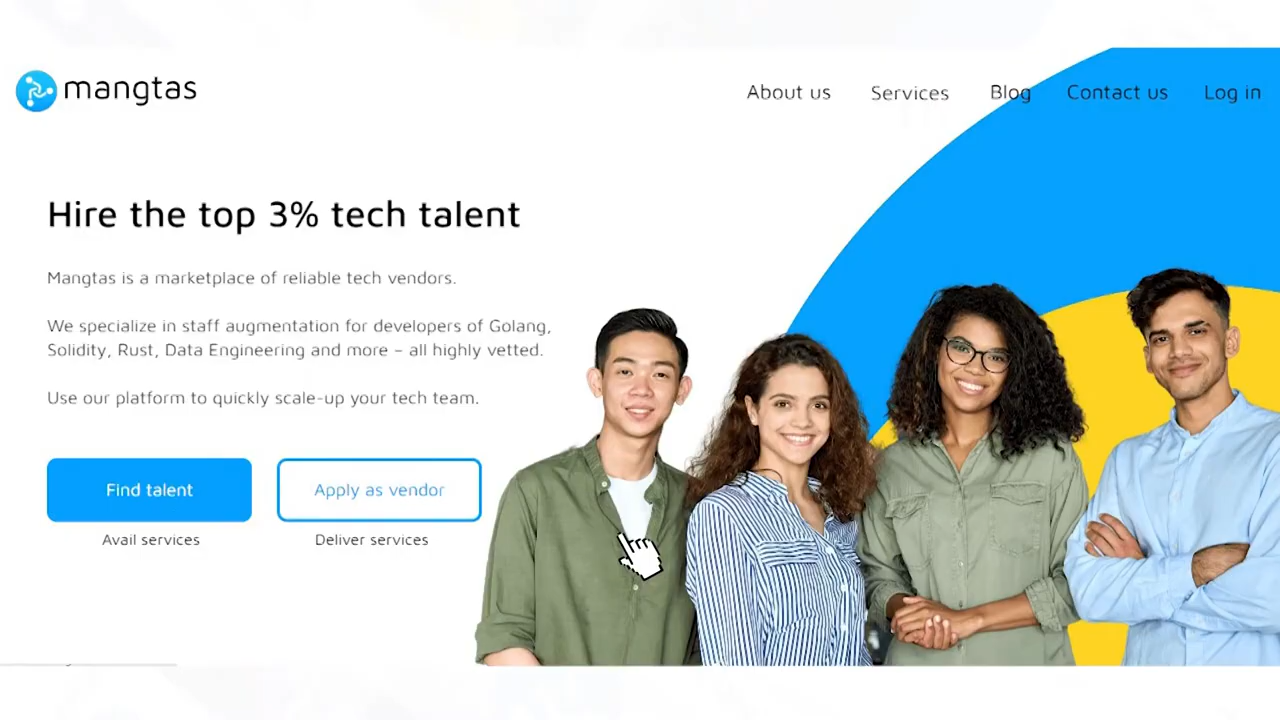 mangtas
About us
Services
Blog
Contact us
Log in
Hire the top 3% tech talent
Mangtas is a marketplace of reliable tech vendors.
We specialize in staff augmentation for developers of Golang,
Solidity, Rust, Data Engineering and more – all highly vetted.
Use our platform to quickly scale-up your tech team.
Find talent
Apply as vendor
Avail services
Deliver services